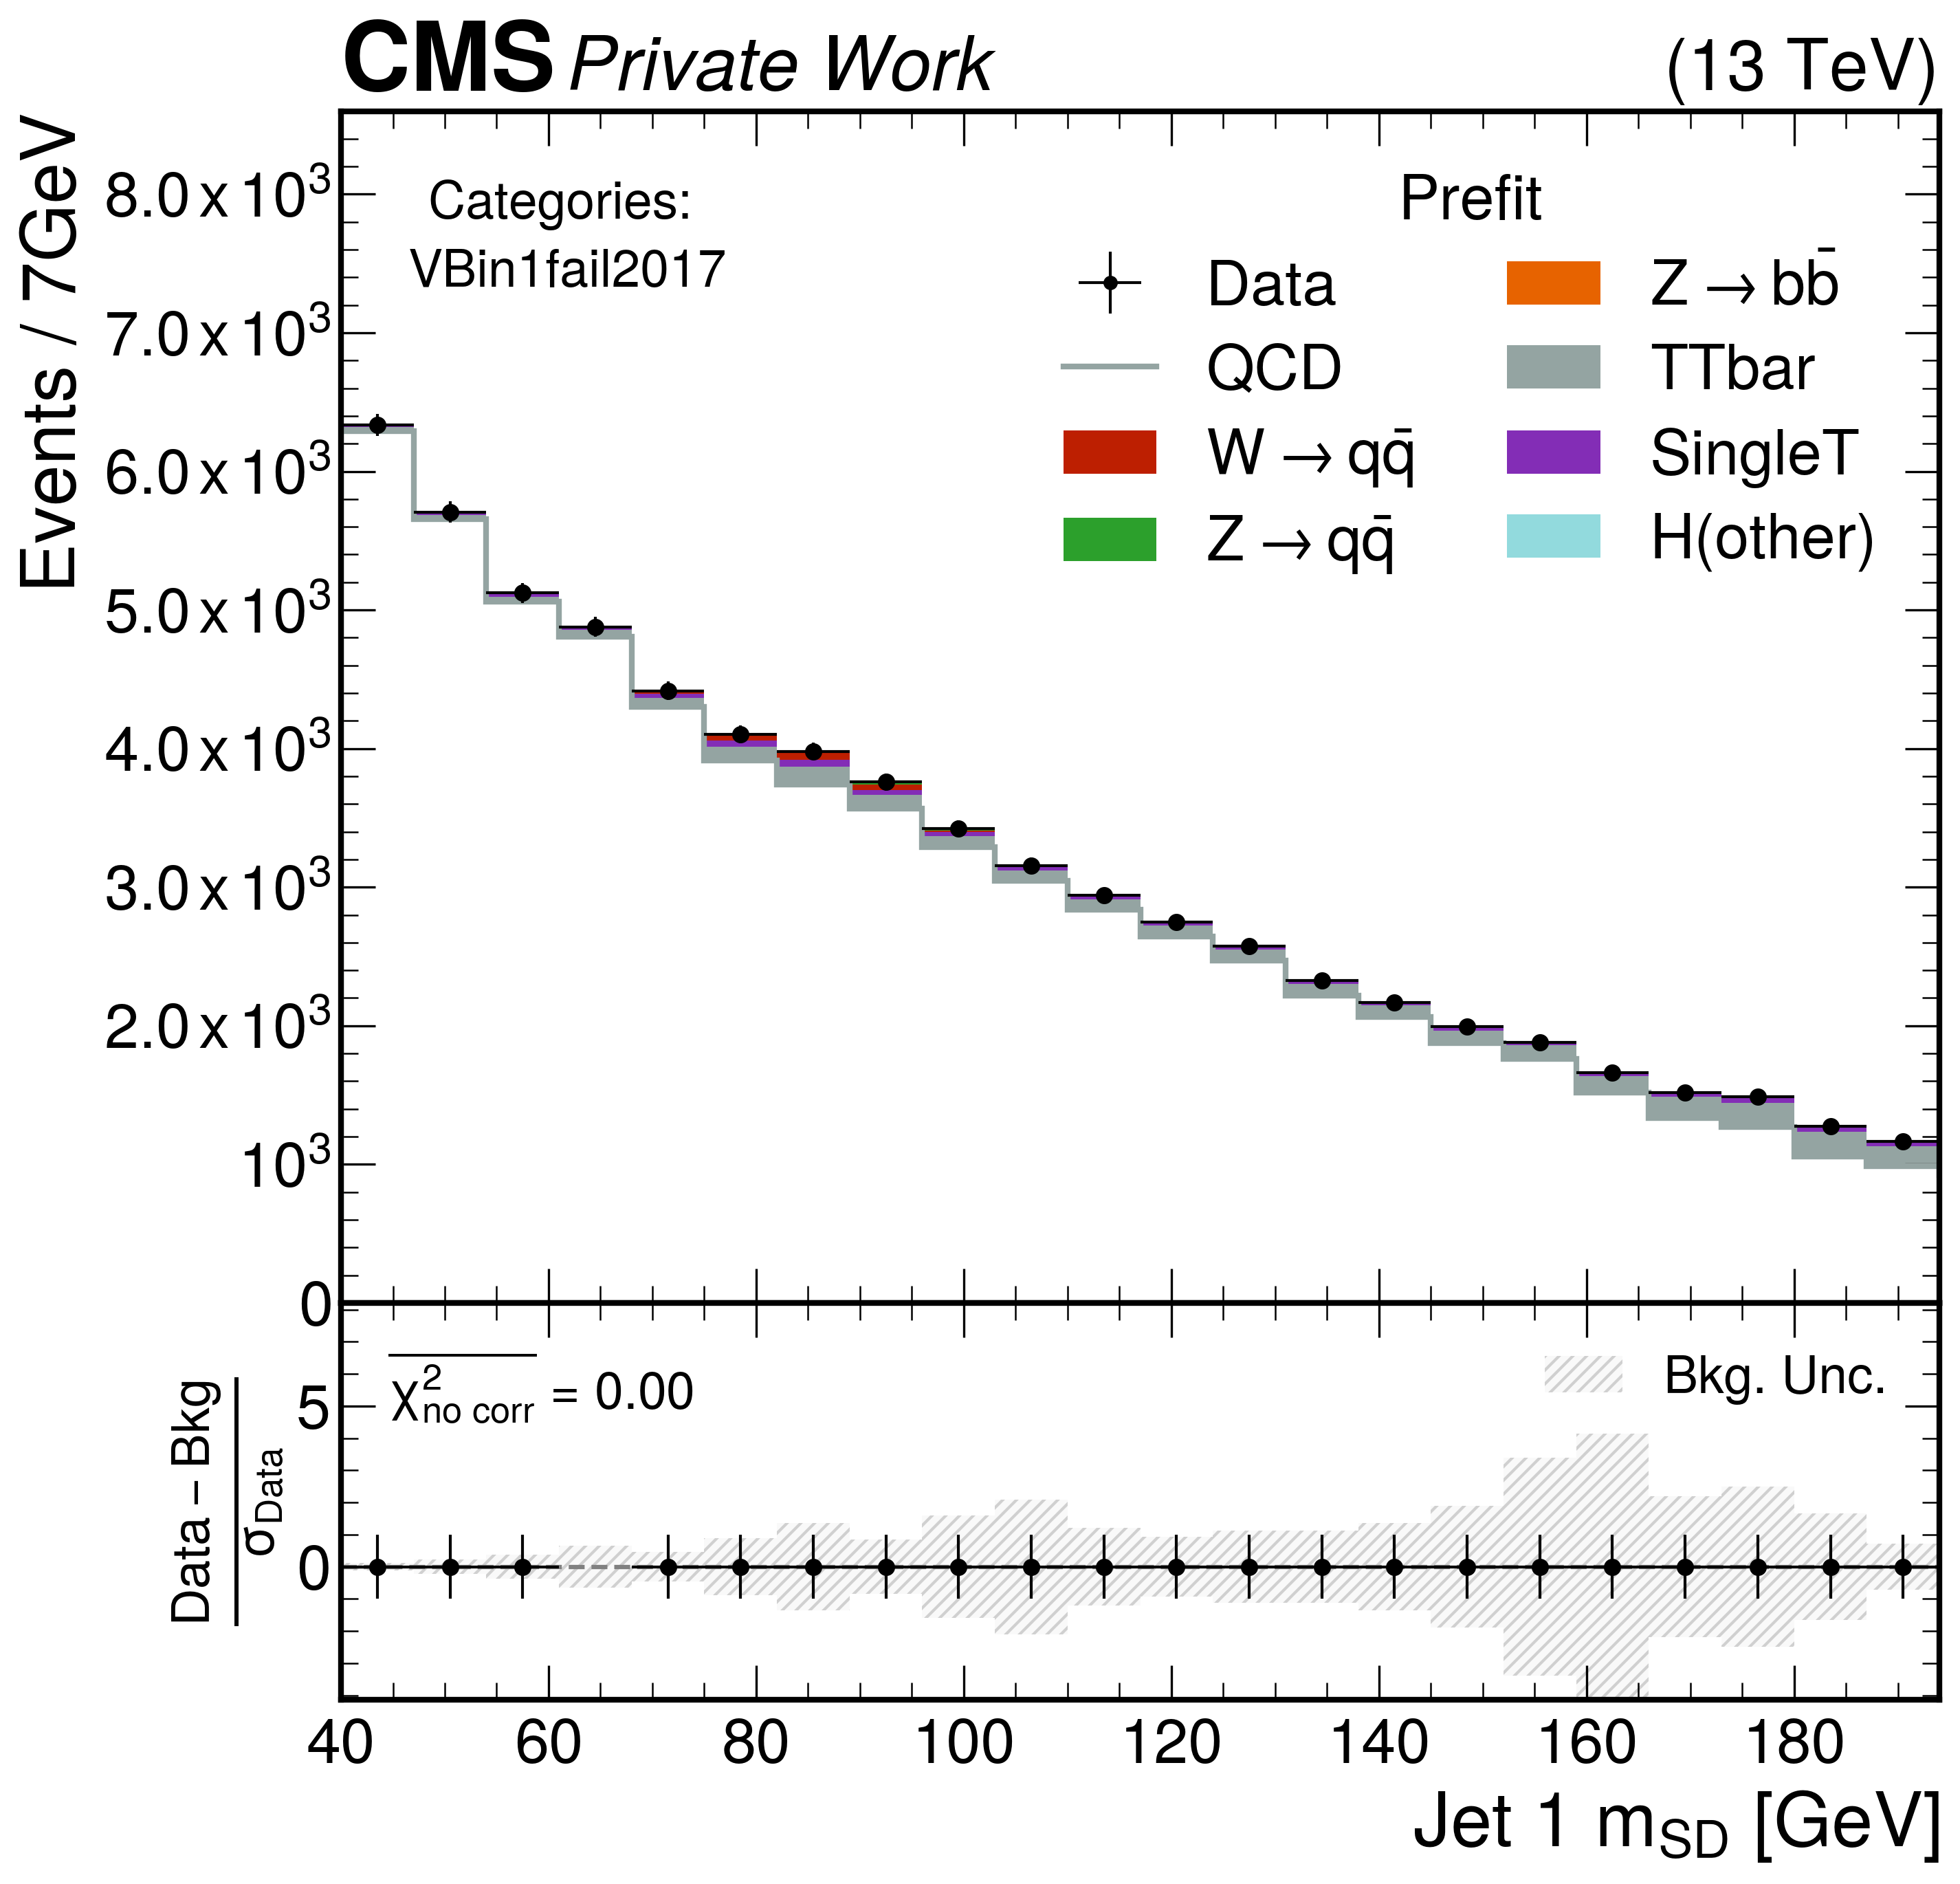 CMS Private Work (13 TeV)
Events / 7GeV
8.0 x 10³
7.0 x 10³
6.0 x 10³
5.0 x 10³
4.0 x 10³
3.0 x 10³
2.0 x 10³
10³
0
Categories:
VBin1fail2017
Prefit
Data
QCD
W → qq̄
Z → qq̄
Z → bb̄
TTbar
SingleT
H(other)
Data − Bkg
σ_Data
5
0
χ²_no corr = 0.00
Bkg. Unc.
40 60 80 100 120 140 160 180
Jet 1 m_SD [GeV]